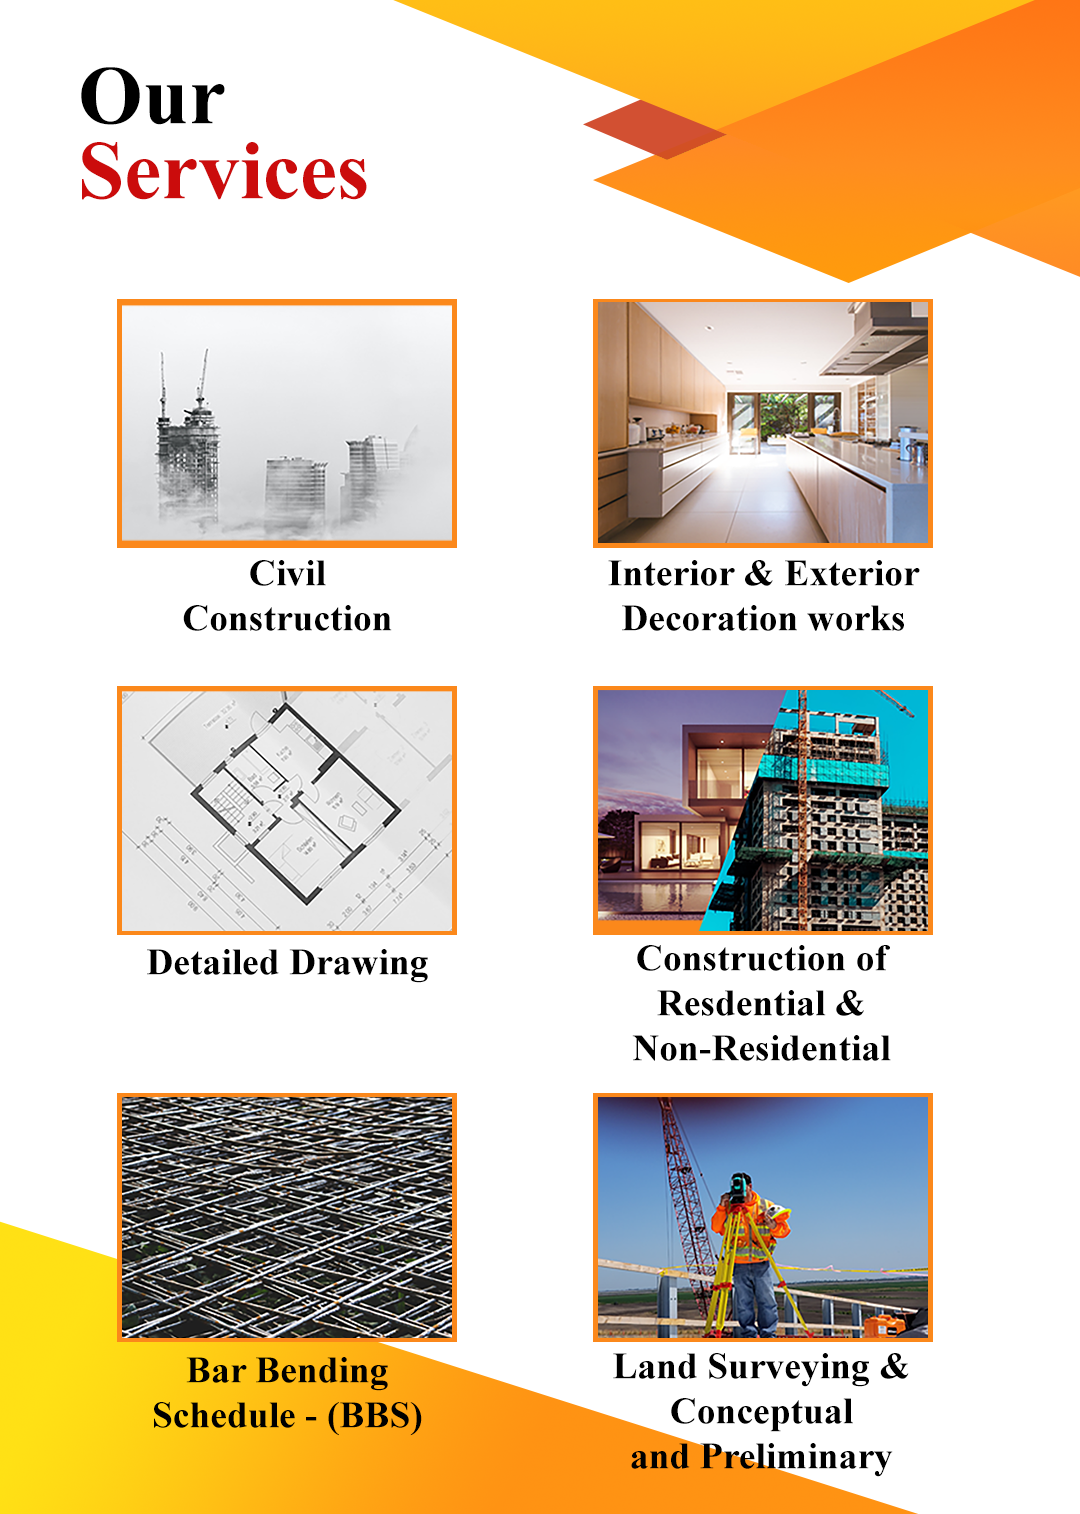 Our
Services
Civil
Construction
Interior & Exterior
Decoration works
Detailed Drawing
Construction of
Resdential &
Non-Residential
Bar Bending
Schedule - (BBS)
Land Surveying &
Conceptual
and Preliminary